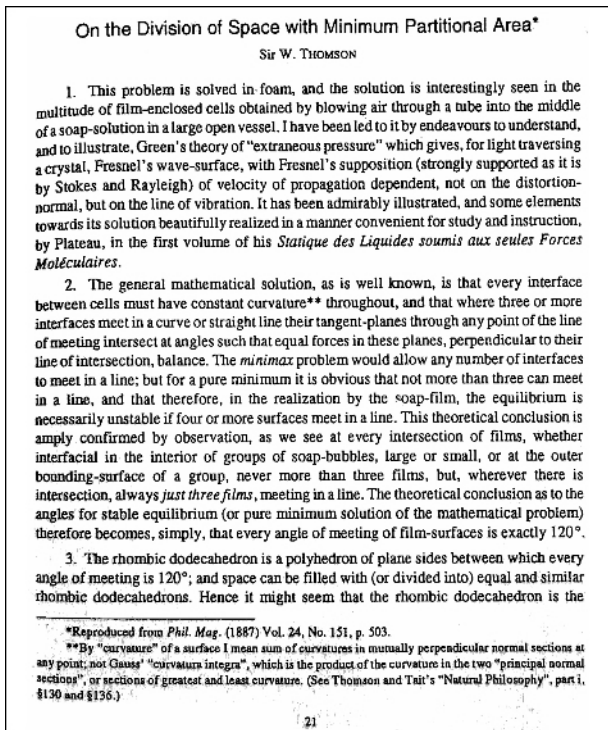 On the Division of Space with Minimum Partitional Area*
Sir W. THOMSON
1. This problem is solved in foam, and the solution is interestingly seen in the
multitude of film-enclosed cells obtained by blowing air through a tube into the middle
of a soap-solution in a large open vessel. I have been led to it by endeavours to understand,
and to illustrate, Green's theory of "extraneous pressure" which gives, for light traversing
a crystal, Fresnel's wave-surface, with Fresnel's supposition (strongly supported as it is
by Stokes and Rayleigh) of velocity of propagation dependent, not on the distortion-
normal, but on the line of vibration. It has been admirably illustrated, and some elements
towards its solution beautifully realized in a manner convenient for study and instruction,
by Plateau, in the first volume of his Statique des Liquides soumis aux seules Forces
Moléculaires.
2. The general mathematical solution, as is well known, is that every interface
between cells must have constant curvature** throughout, and that where three or more
interfaces meet in a curve or straight line their tangent-planes through any point of the line
of meeting intersect at angles such that equal forces in these planes, perpendicular to their
line of intersection, balance. The minimax problem would allow any number of interfaces
to meet in a line; but for a pure minimum it is obvious that not more than three can meet
in a line, and that therefore, in the realization by the soap-film, the equilibrium is
necessarily unstable if four or more surfaces meet in a line. This theoretical conclusion is
amply confirmed by observation, as we see at every intersection of films, whether
interfacial in the interior of groups of soap-bubbles, large or small, or at the outer
bounding-surface of a group, never more than three films, but, wherever there is
intersection, always just three films, meeting in a line. The theoretical conclusion as to the
angles for stable equilibrium (or pure minimum solution of the mathematical problem)
therefore becomes, simply, that every angle of meeting of film-surfaces is exactly 120°.
3. The rhombic dodecahedron is a polyhedron of plane sides between which every
angle of meeting is 120°; and space can be filled with (or divided into) equal and similar
rhombic dodecahedrons. Hence it might seem that the rhombic dodecahedron is the
*Reproduced from Phil. Mag. (1887) Vol. 24, No. 151, p. 503.
**By "curvature" of a surface I mean sum of curvatures in mutually perpendicular normal sections at
any point; not Gauss' "curvatura integra", which is the product of the curvature in the two "principal normal
sections", or sections of greatest and least curvature. (See Thomson and Tait's "Natural Philosophy", part i,
§130 and §136.)
21